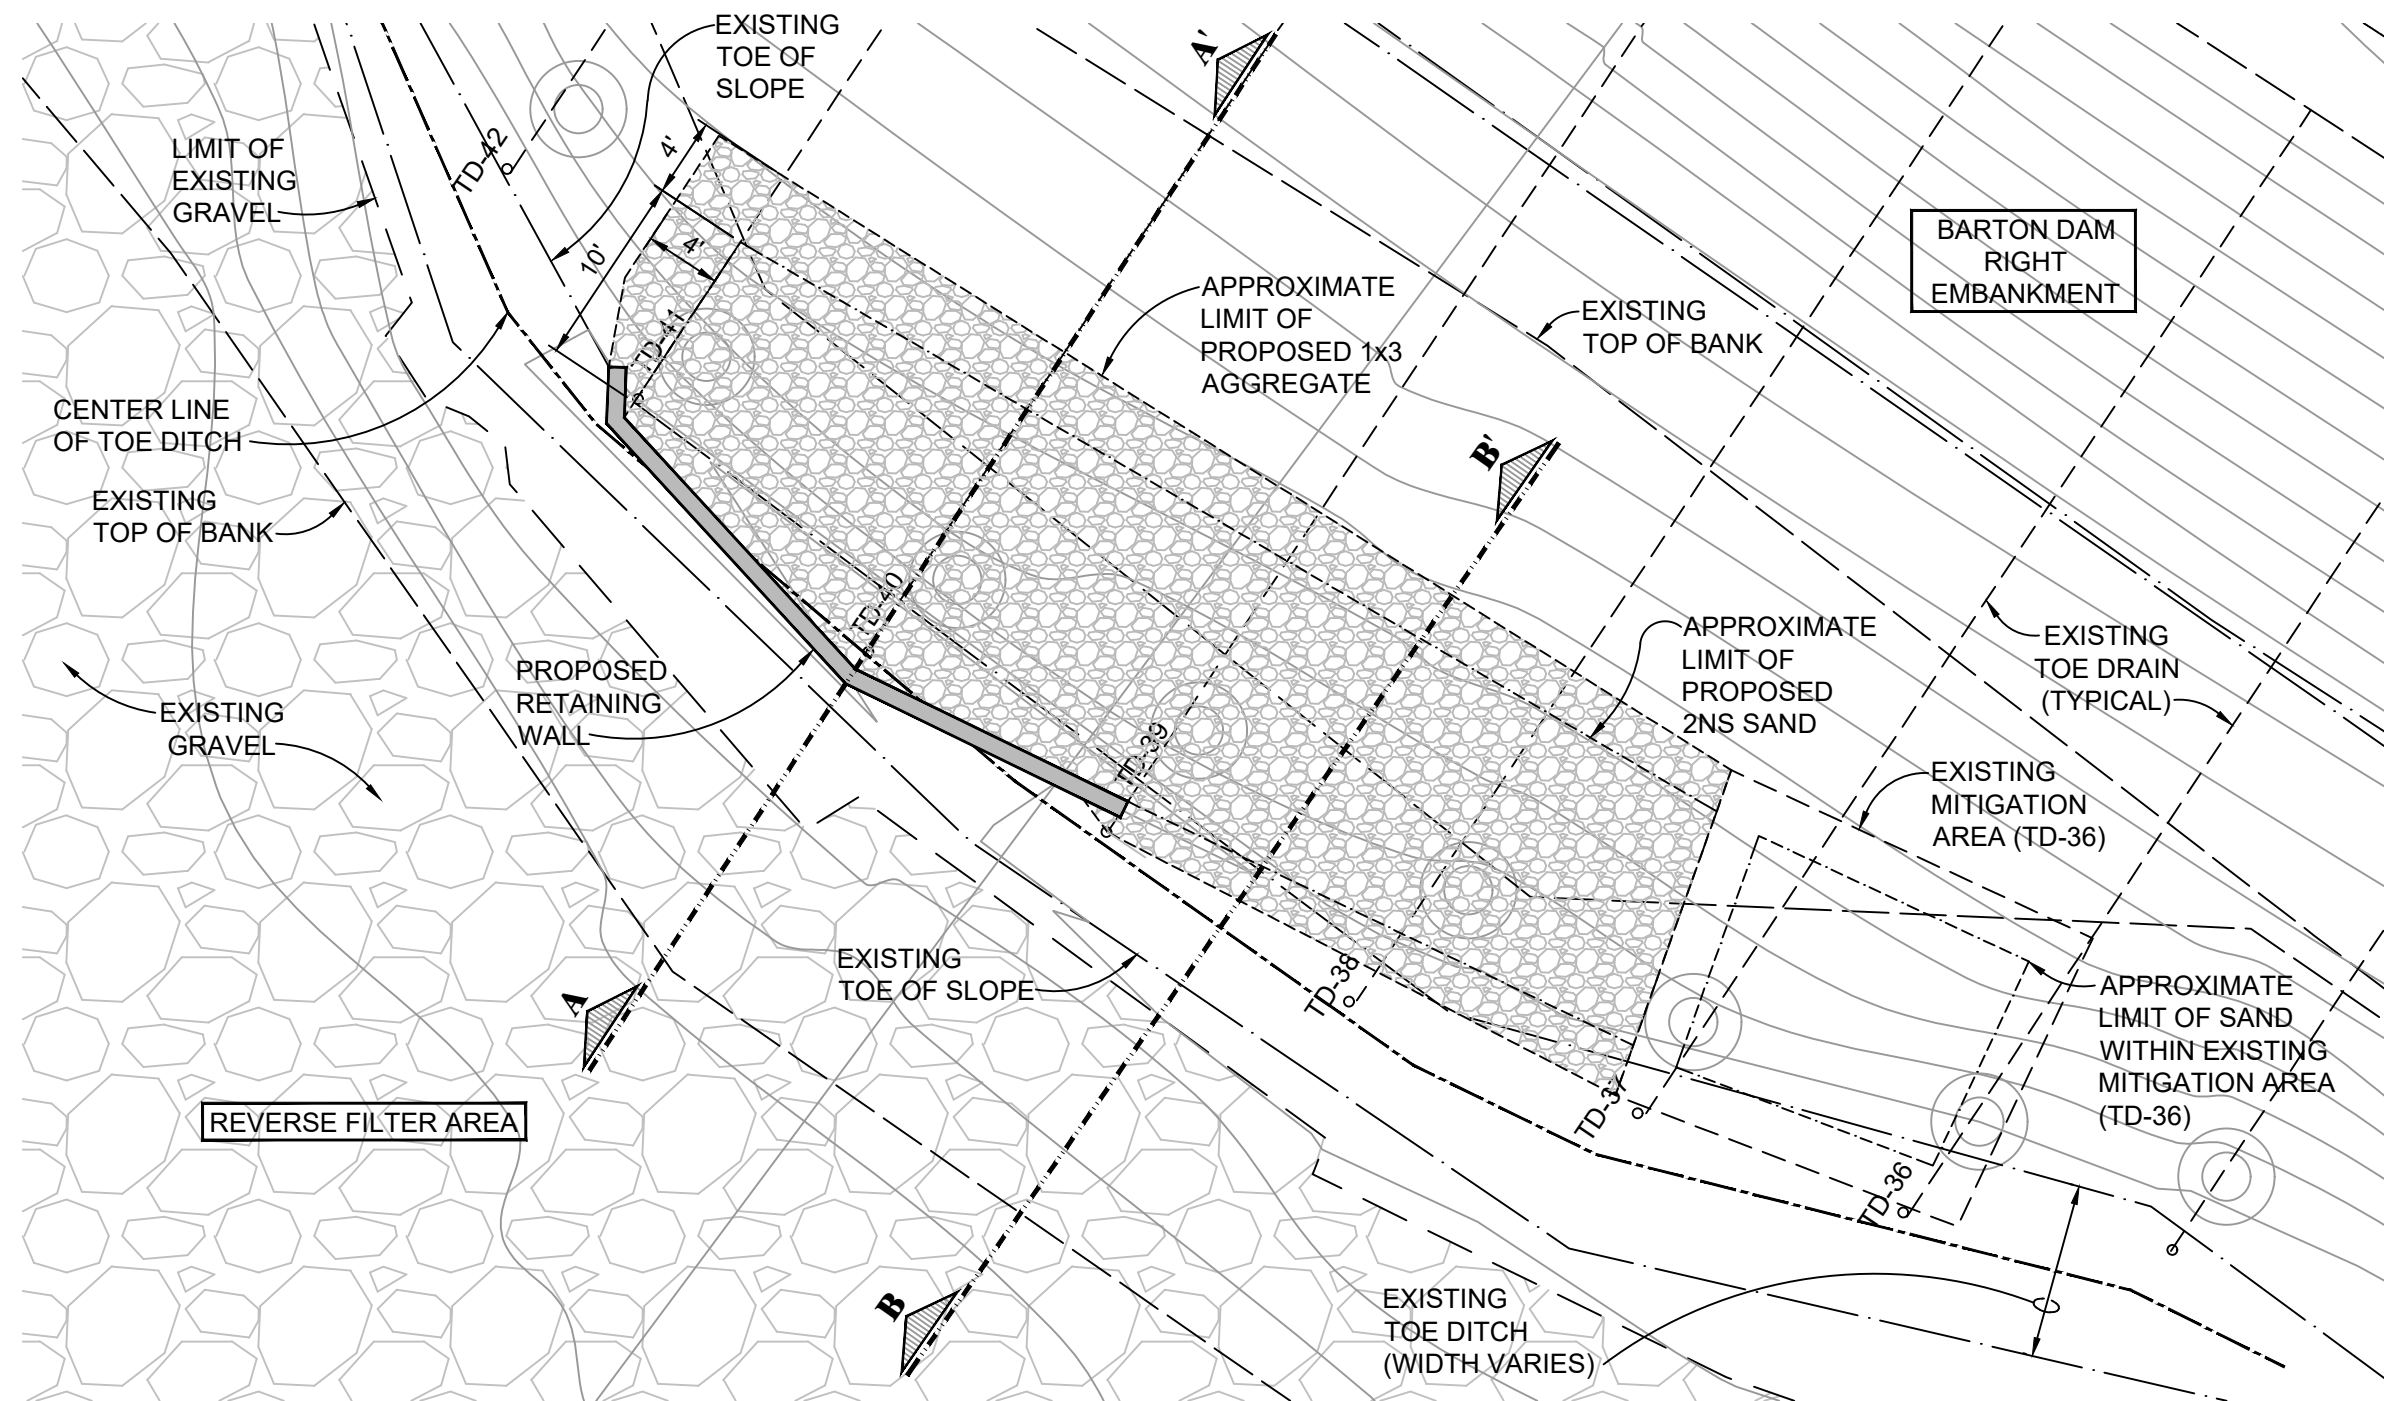 EXISTING
TOE OF
SLOPE
A'
LIMIT OF
EXISTING
GRAVEL
TD-42
4'
10'
4'
BARTON DAM
RIGHT
EMBANKMENT
APPROXIMATE
LIMIT OF
PROPOSED 1x3
AGGREGATE
EXISTING
TOP OF BANK
TD-41
CENTER LINE
OF TOE DITCH
B'
EXISTING
TOP OF BANK
TD-40
PROPOSED
RETAINING
WALL
APPROXIMATE
LIMIT OF
PROPOSED
2NS SAND
EXISTING
TOE DRAIN
(TYPICAL)
EXISTING
GRAVEL
TD-39
EXISTING
MITIGATION
AREA (TD-36)
EXISTING
TOE OF SLOPE
TD-38
A
APPROXIMATE
LIMIT OF SAND
WITHIN EXISTING
MITIGATION AREA
(TD-36)
REVERSE FILTER AREA
TD-37
TD-36
B
EXISTING
TOE DITCH
(WIDTH VARIES)